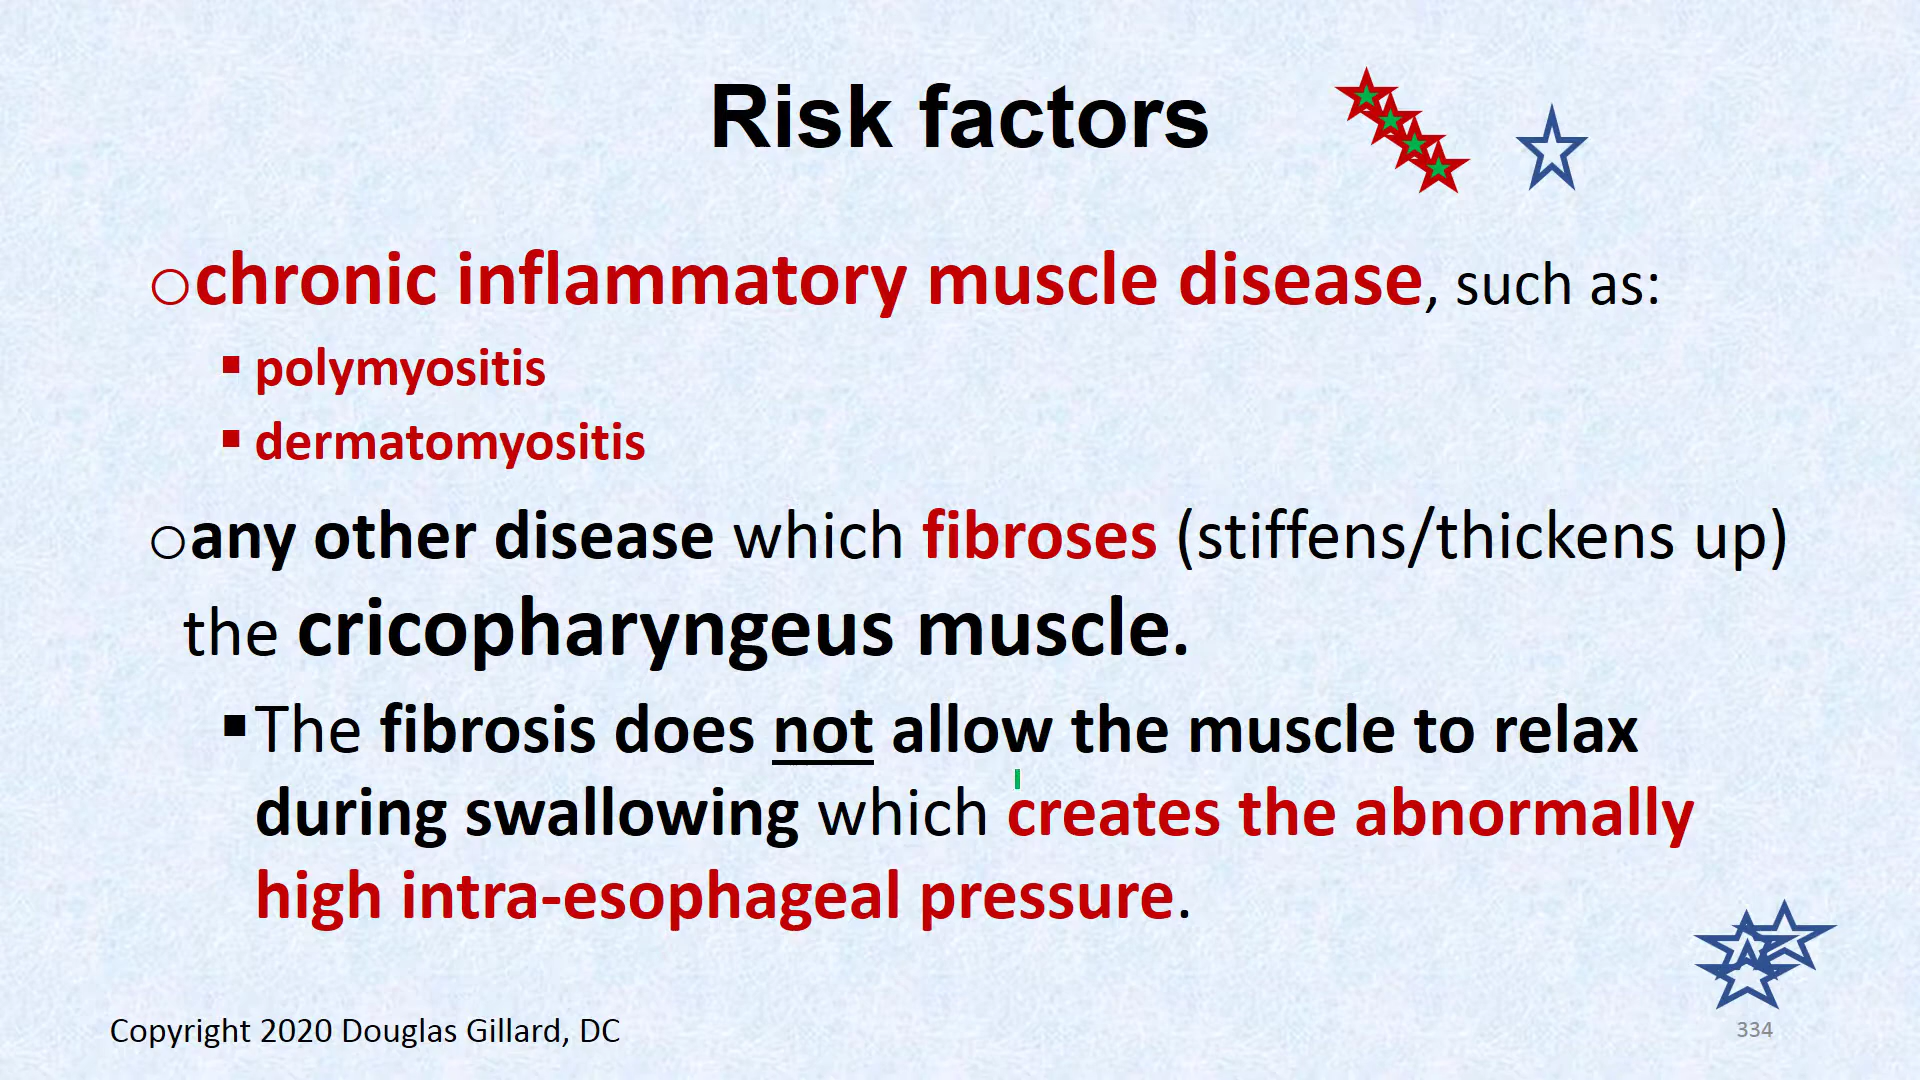 Risk factors
chronic inflammatory muscle disease, such as:
polymyositis
dermatomyositis
any other disease which fibroses (stiffens/thickens up)
the cricopharyngeus muscle.
The fibrosis does not allow the muscle to relax
during swallowing which creates the abnormally
high intra-esophageal pressure.
Copyright 2020 Douglas Gillard, DC
334